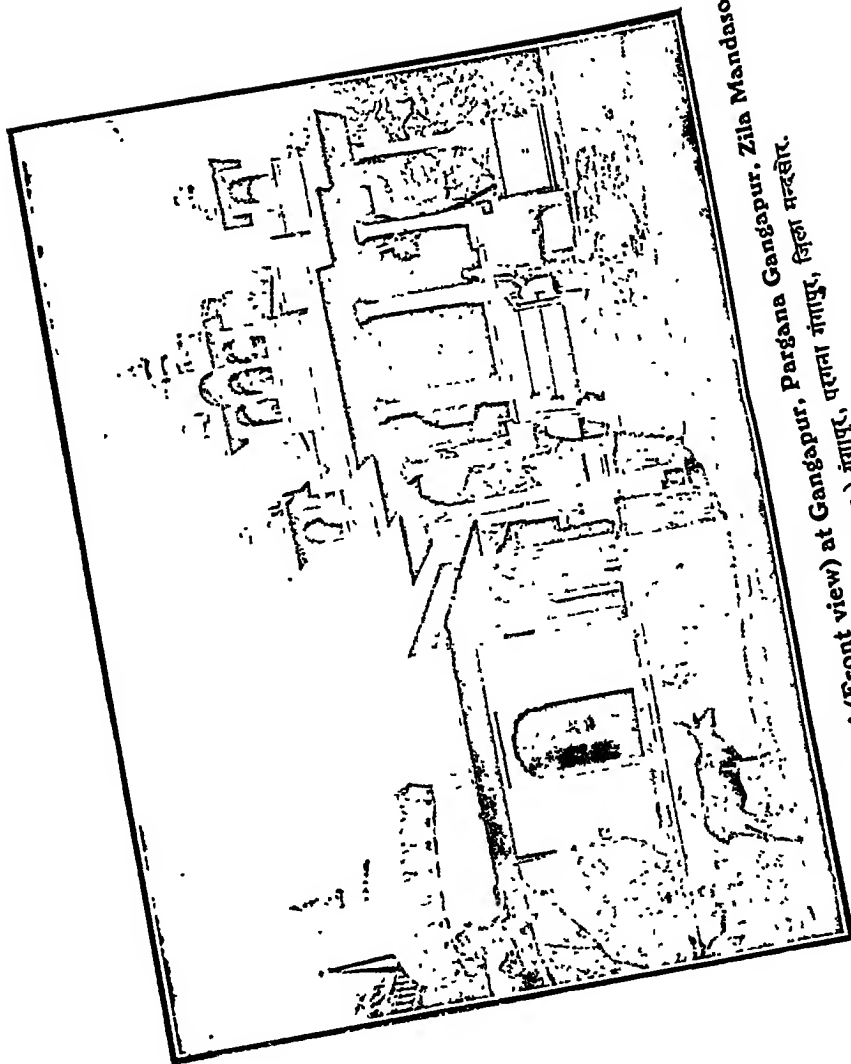 (Front view) at Gangapur, Pargana Gangapur, Zila Mandaso
गंगापुर, परगना गंगापुर, ज़िला मन्दसोर.